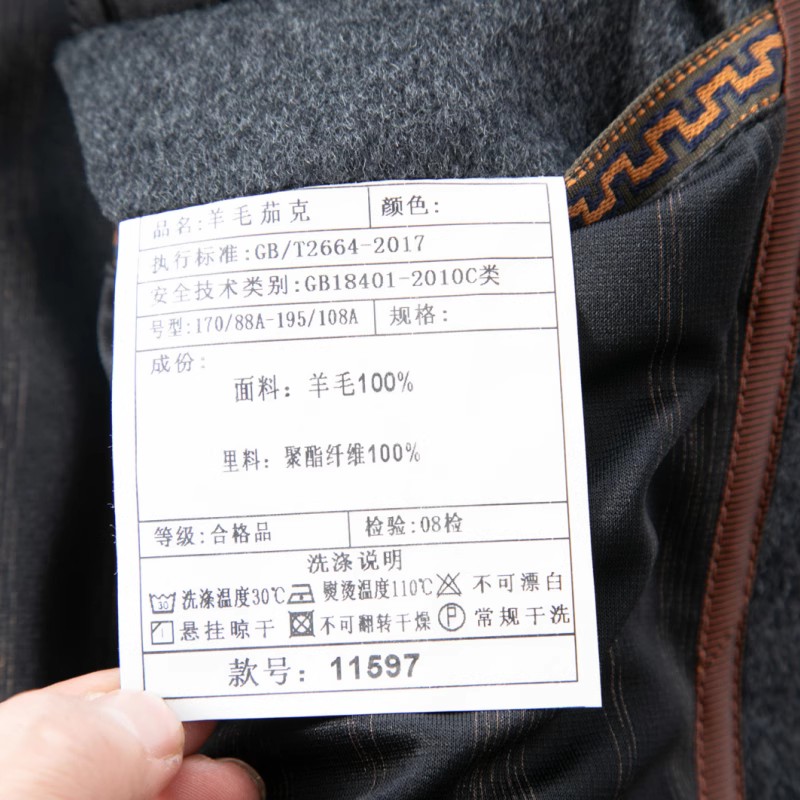 品名:羊毛茄克 颜色:
执行标准:GB/T2664-2017
安全技术类别:GB18401-2010C类
号型:170/88A-195/108A 规格:
成份:
面料: 羊毛100%
里料: 聚酯纤维100%
等级:合格品 检验:08检
洗涤说明
30 洗涤温度30℃ 熨烫温度110℃ 不可漂白
悬挂晾干 不可翻转干燥 P 常规干洗
款号: 11597